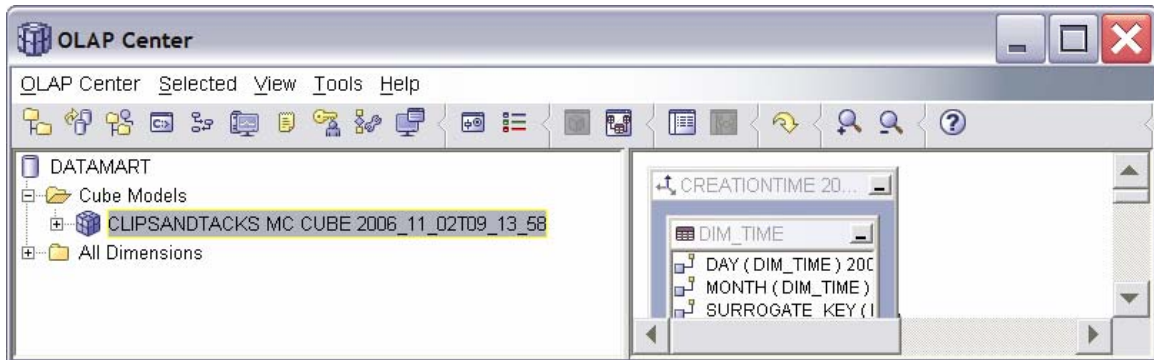 OLAP Center
OLAP Center Selected View Tools Help
DATAMART
Cube Models
CLIPSANDTACKS MC CUBE 2006_11_02T09_13_58
All Dimensions
CREATIONTIME 20...
DIM_TIME
DAY ( DIM_TIME ) 200
MONTH ( DIM_TIME )
SURROGATE_KEY (